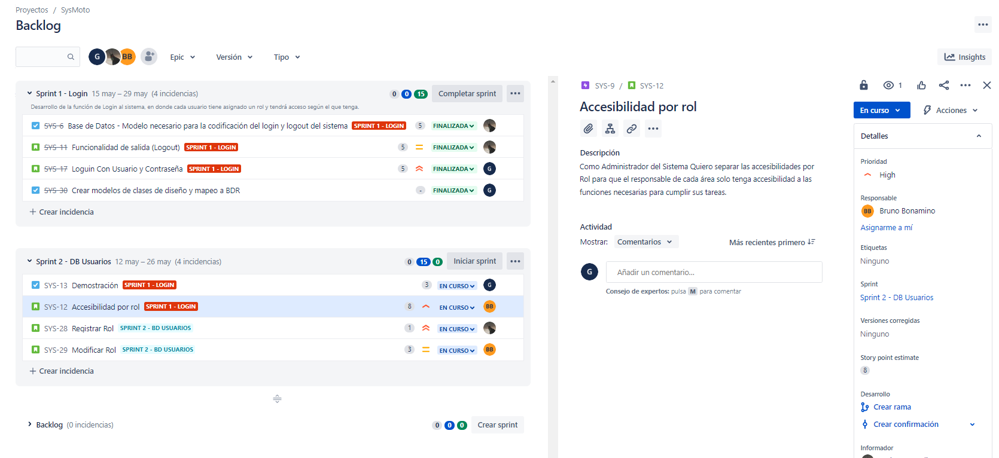 Proyectos / SysMoto
Backlog
G BB Epic Versión Tipo
Insights
Sprint 1 - Login 15 may – 29 may (4 incidencias) 0 0 15 Completar sprint
Desarrollo de la función de Login al sistema, en donde cada usuario tiene asignado un rol y tendrá acceso según el que tenga.
SYS-6 Base de Datos - Modelo necesario para la codificación del login y logout del sistema SPRINT 1 - LOGIN 5 FINALIZADA
SYS-11 Funcionalidad de salida (Logout) SPRINT 1 - LOGIN 5 FINALIZADA
SYS-17 Loguin Con Usuario y Contraseña SPRINT 1 - LOGIN 5 FINALIZADA G
SYS-30 Crear modelos de clases de diseño y mapeo a BDR - FINALIZADA G
+ Crear incidencia
Sprint 2 - DB Usuarios 12 may – 26 may (4 incidencias) 0 15 0 Iniciar sprint
SYS-13 Demostración SPRINT 1 - LOGIN 3 EN CURSO G
SYS-12 Accesibilidad por rol SPRINT 1 - LOGIN 8 EN CURSO BB
SYS-28 Registrar Rol SPRINT 2 - BD USUARIOS 1 EN CURSO
SYS-29 Modificar Rol SPRINT 2 - BD USUARIOS 3 EN CURSO BB
+ Crear incidencia
Backlog (0 incidencias) 0 0 0 Crear sprint
SYS-9 / SYS-12
1
Accesibilidad por rol
En curso Acciones
Descripción
Como Administrador del Sistema Quiero separar las accesibilidades por
Rol para que el responsable de cada área solo tenga accesibilidad a las
funciones necesarias para cumplir sus tareas.
Actividad
Mostrar: Comentarios Más recientes primero
G Añadir un comentario...
Consejo de expertos: pulsa M para comentar
Detalles
Prioridad
High
Responsable
BB Bruno Bonamino
Asignarme a mí
Etiquetas
Ninguno
Sprint
Sprint 2 - DB Usuarios
Versiones corregidas
Ninguno
Story point estimate
8
Desarrollo
Crear rama
Crear confirmación
Informador